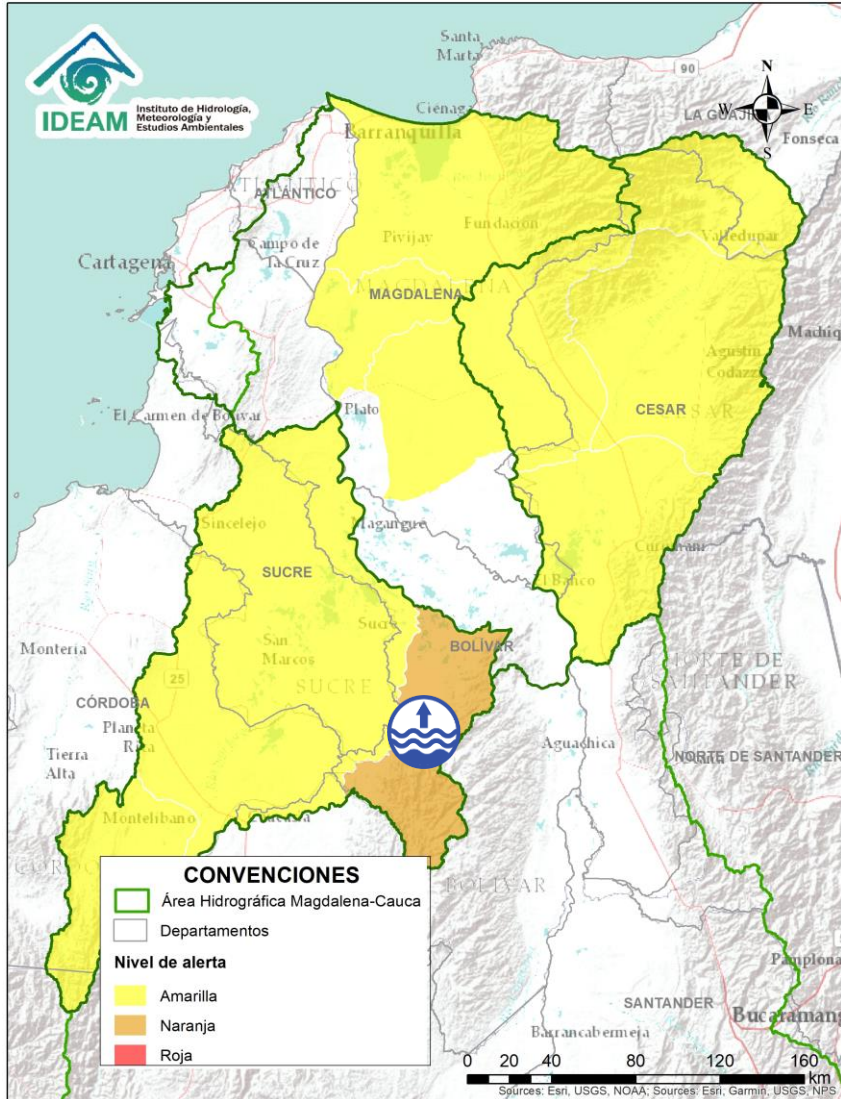 Santa
Marta
90
N
W
E
S
IDEAM
Instituto de Hidrología,
Meteorología y
Estudios Ambientales
Ciénaga
LA GUAJI
Fonseca
Barranquilla
ATLÁNTICO
Pivijay
Fundación
Valledupar
Campo de
la Cruz
Cartagena
MAGDALENA
Agustín
Codazzi
El Carmen de Bolívar
Plato
CESAR
Sincelejo
Magangue
SUCRE
El Banco
Sucre
BOLÍVAR
Montería
San
Marcos
SUCRE
NORTE DE
SANTANDER
25
CÓRDOBA
Planeta
Rica
Aguachica
NORTE DE SANTANDER
Tierra
Alta
Montelibano
BOLÍVAR
CONVENCIONES
Área Hidrográfica Magdalena-Cauca
Departamentos
Nivel de alerta
Amarilla
Naranja
Roja
Pamplona
SANTANDER
Bucaramang
Barrancabermeja
0 20 40 80 120 160
Km
Sources: Esri, USGS, NOAA; Sources: Esri, Garmin, USGS, NPS